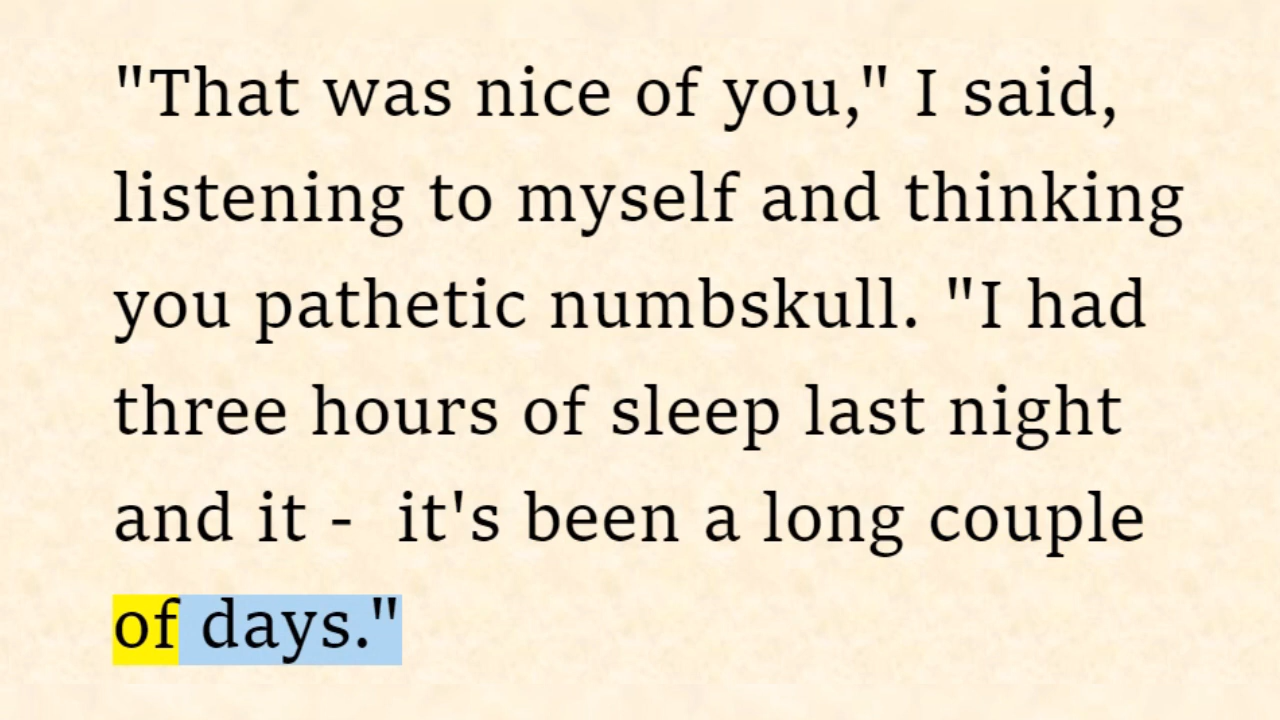 "That was nice of you," I said,
listening to myself and thinking
you pathetic numbskull. "I had
three hours of sleep last night
and it -  it's been a long couple
of days."